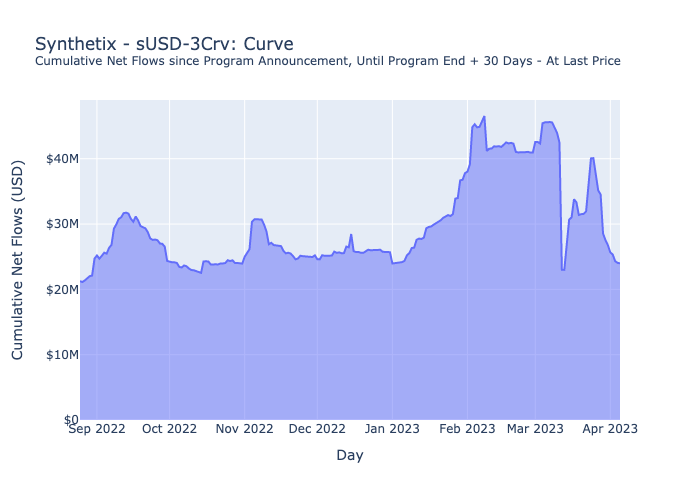 Synthetix - sUSD-3Crv: Curve
Cumulative Net Flows since Program Announcement, Until Program End + 30 Days - At Last Price
Cumulative Net Flows (USD)
$40M
$30M
$20M
$10M
$0
Sep 2022 Oct 2022 Nov 2022 Dec 2022 Jan 2023 Feb 2023 Mar 2023 Apr 2023
Day